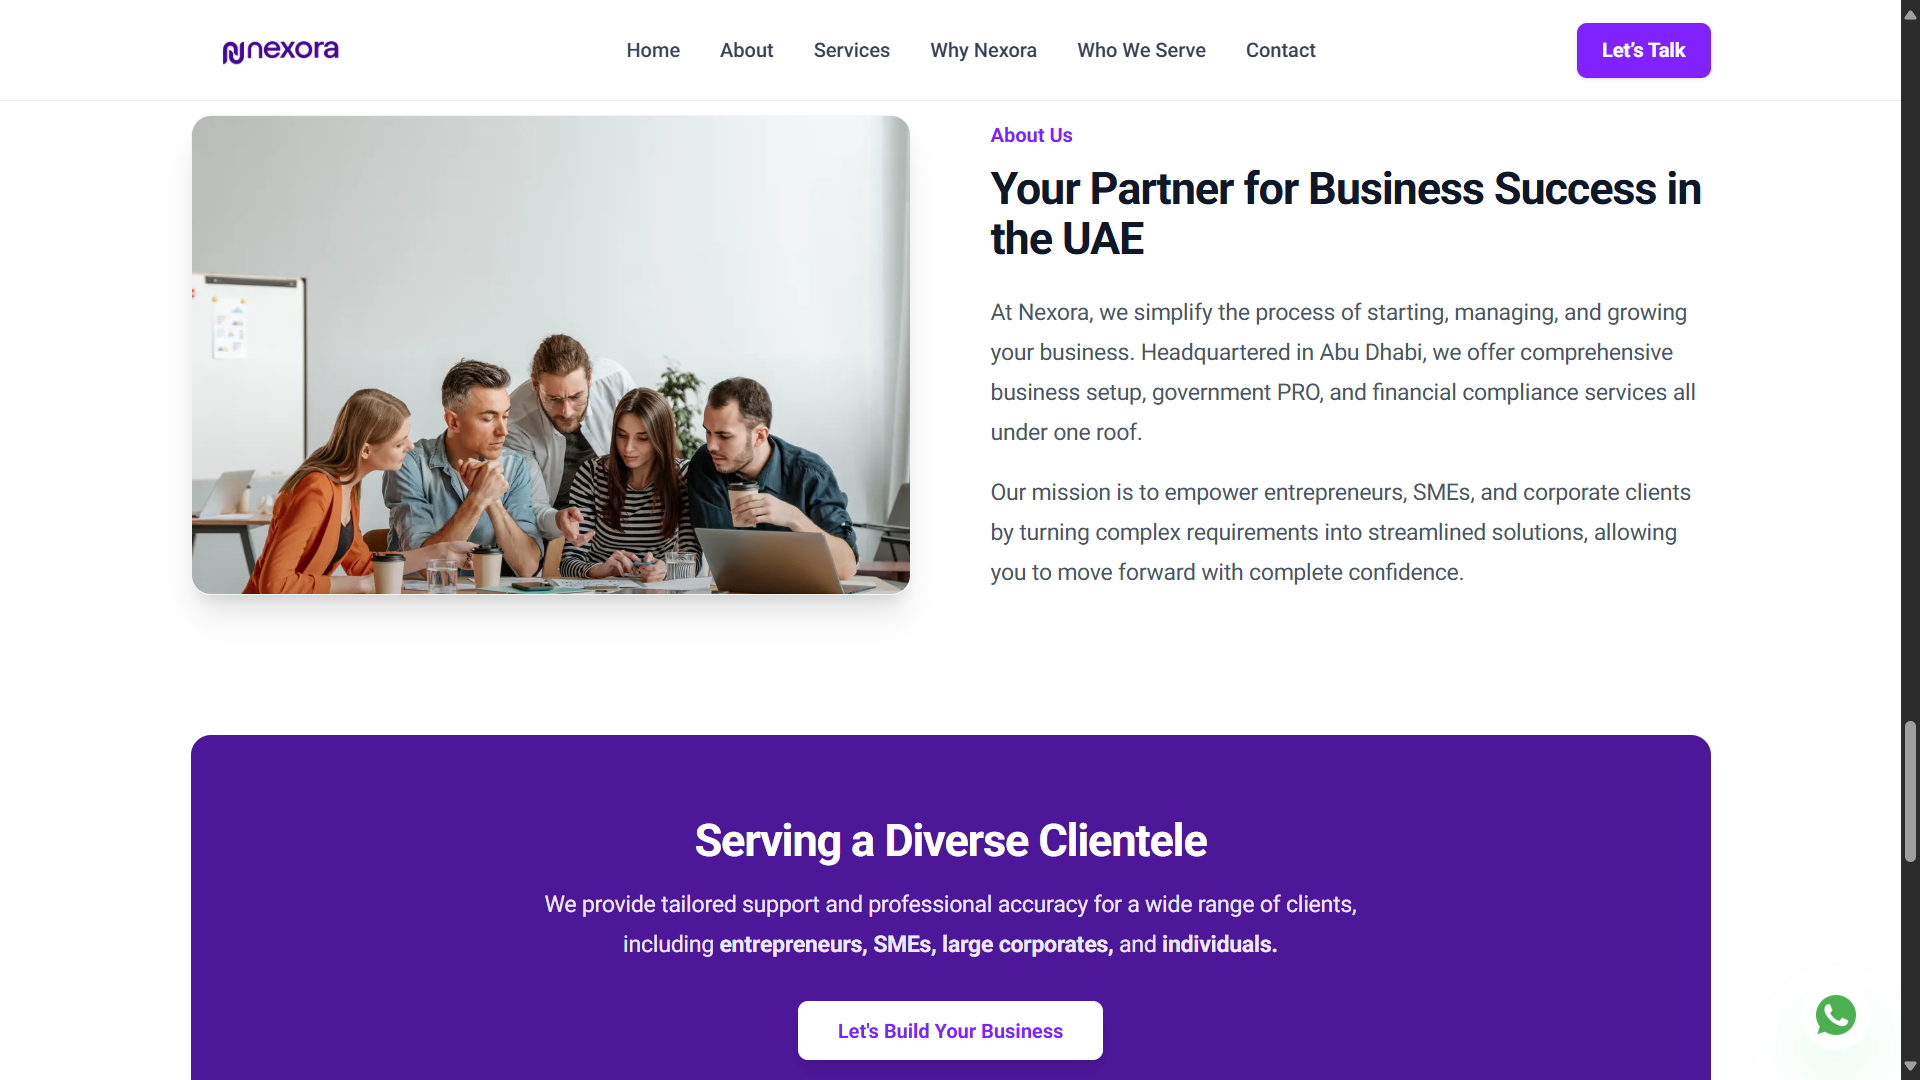 nexora
Home
About
Services
Why Nexora
Who We Serve
Contact
Let’s Talk
About Us
Your Partner for Business Success in
the UAE
At Nexora, we simplify the process of starting, managing, and growing
your business. Headquartered in Abu Dhabi, we offer comprehensive
business setup, government PRO, and financial compliance services all
under one roof.
Our mission is to empower entrepreneurs, SMEs, and corporate clients
by turning complex requirements into streamlined solutions, allowing
you to move forward with complete confidence.
Serving a Diverse Clientele
We provide tailored support and professional accuracy for a wide range of clients,
including entrepreneurs, SMEs, large corporates, and individuals.
Let's Build Your Business